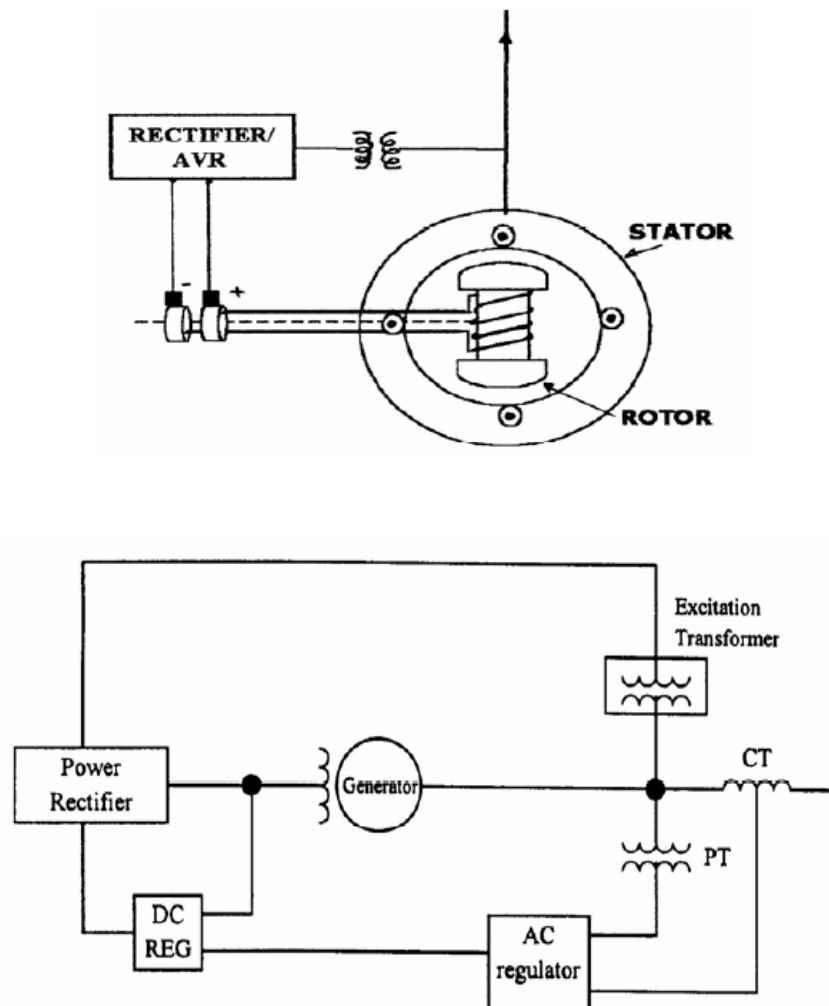 RECTIFIER/
AVR
- +
STATOR
ROTOR
Excitation
Transformer
CT
Power
Rectifier
Generator
PT
DC
REG
AC
regulator